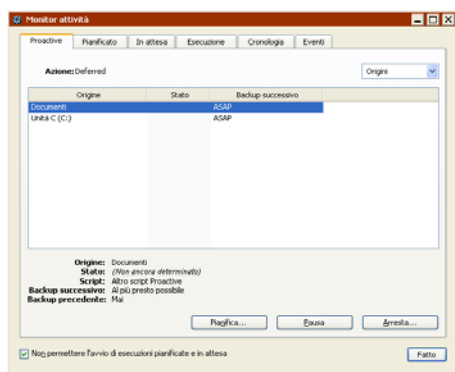 Monitor attività
Proactive Pianificato In attesa Esecuzione Cronologia Eventi
Azione: Deferred Origini
Origine Stato Backup successivo
Documenti ASAP
Unità C (C:) ASAP
Origine: Documenti
Stato: (Non ancora determinato)
Script: Altro script Proactive
Backup successivo: Al più presto possibile
Backup precedente: Mai
Pianifica... Pausa Arresta...
Non permettere l'avvio di esecuzioni pianificate e in attesa Fatto